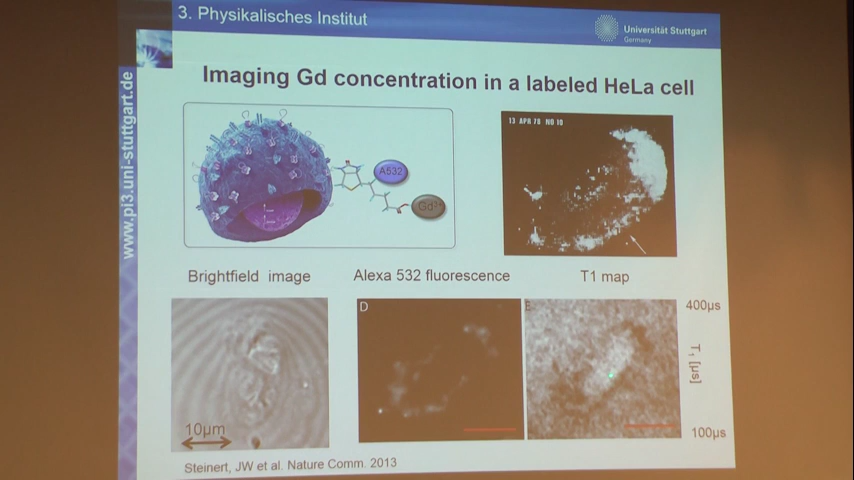 3. Physikalisches Institut
Universität Stuttgart
Germany
www.pi3.uni-stuttgart.de
Imaging Gd concentration in a labeled HeLa cell
A532
Gd3+
13 APR 78 NO 10
Brightfield image
Alexa 532 fluorescence
T1 map
D
E
400µs
T1 [µs]
100µs
10µm
Steinert, JW et al. Nature Comm. 2013